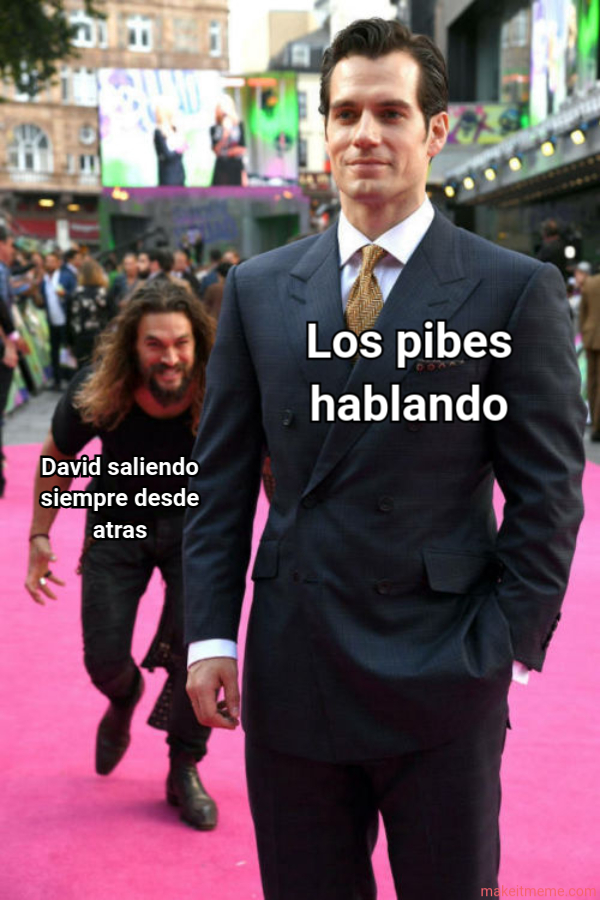 Los pibes
hablando
David saliendo
siempre desde
atras
makeitmeme.com